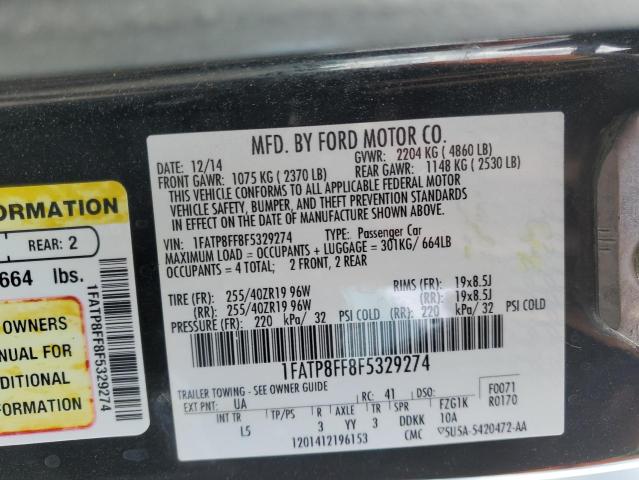 FORMATION
REAR: 2
664 lbs.
OWNERS
ANUAL FOR
DITIONAL
FORMATION
1FATP8FF8F5329274
MFD. BY FORD MOTOR CO.
DATE: 12/14 GVWR: 2204 KG ( 4860 LB)
FRONT GAWR: 1075 KG ( 2370 LB) REAR GAWR: 1148 KG ( 2530 LB)
THIS VEHICLE CONFORMS TO ALL APPLICABLE FEDERAL MOTOR
VEHICLE SAFETY, BUMPER, AND THEFT PREVENTION STANDARDS
IN EFFECT ON THE DATE OF MANUFACTURE SHOWN ABOVE.
VIN: 1FATP8FF8F5329274 TYPE: Passenger Car
MAXIMUM LOAD = OCCUPANTS + LUGGAGE = 301KG/ 664LB
OCCUPANTS = 4 TOTAL; 2 FRONT, 2 REAR
TIRE (FR): 255/40ZR19 96W RIMS (FR): 19x8.5J
(RR): 255/40ZR19 96W (RR): 19x8.5J
PRESSURE (FR): 220 kPa/ 32 PSI COLD (RR): 220 kPa/ 32 PSI COLD
1FATP8FF8F5329274
TRAILER TOWING - SEE OWNER GUIDE
EXT PNT: UA RC: 41 DSO: F0071
INT TR TP/PS R AXLE TR SPR FZG1K R0170
L5 3 YY 3 DDKK 10A
1201412196153 CMC ▽SU5A-5420472-AA